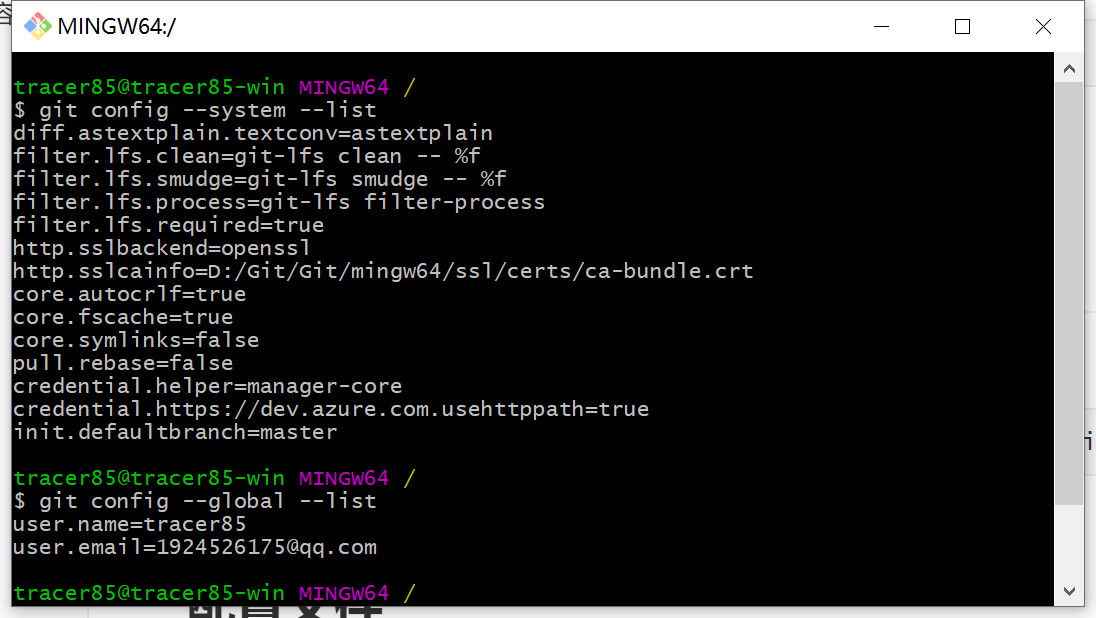 MINGW64:/
tracer85@tracer85-win MINGW64 /
$ git config --system --list
diff.astextplain.textconv=astextplain
filter.lfs.clean=git-lfs clean -- %f
filter.lfs.smudge=git-lfs smudge -- %f
filter.lfs.process=git-lfs filter-process
filter.lfs.required=true
http.sslbackend=openssl
http.sslcainfo=D:/Git/Git/mingw64/ssl/certs/ca-bundle.crt
core.autocrlf=true
core.fscache=true
core.symlinks=false
pull.rebase=false
credential.helper=manager-core
credential.https://dev.azure.com.usehttppath=true
init.defaultbranch=master
tracer85@tracer85-win MINGW64 /
$ git config --global --list
user.name=tracer85
user.email=1924526175@qq.com
tracer85@tracer85-win MINGW64 /